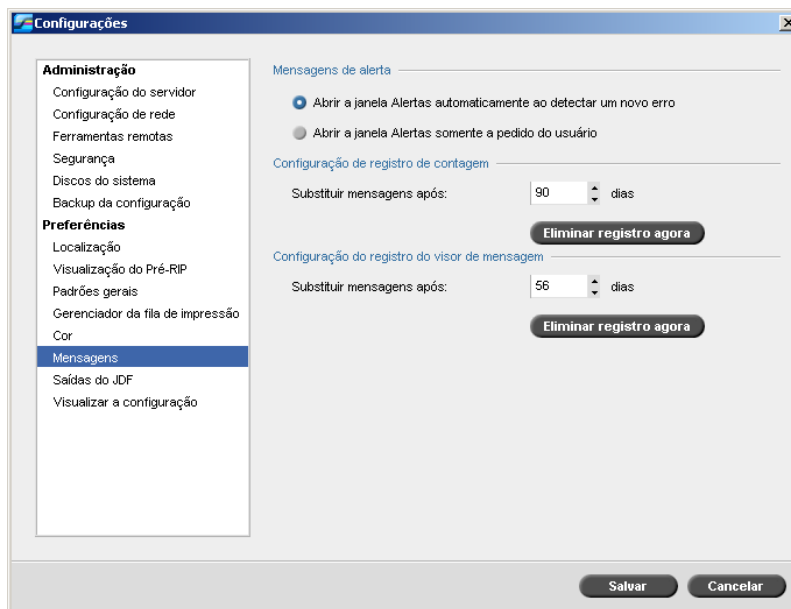 Configurações
Administração
Configuração do servidor
Configuração de rede
Ferramentas remotas
Segurança
Discos do sistema
Backup da configuração
Preferências
Localização
Visualização do Pré-RIP
Padrões gerais
Gerenciador da fila de impressão
Cor
Mensagens
Saídas do JDF
Visualizar a configuração
Mensagens de alerta
Abrir a janela Alertas automaticamente ao detectar um novo erro
Abrir a janela Alertas somente a pedido do usuário
Configuração de registro de contagem
Substituir mensagens após: 90 dias
Eliminar registro agora
Configuração do registro do visor de mensagem
Substituir mensagens após: 56 dias
Eliminar registro agora
Salvar Cancelar